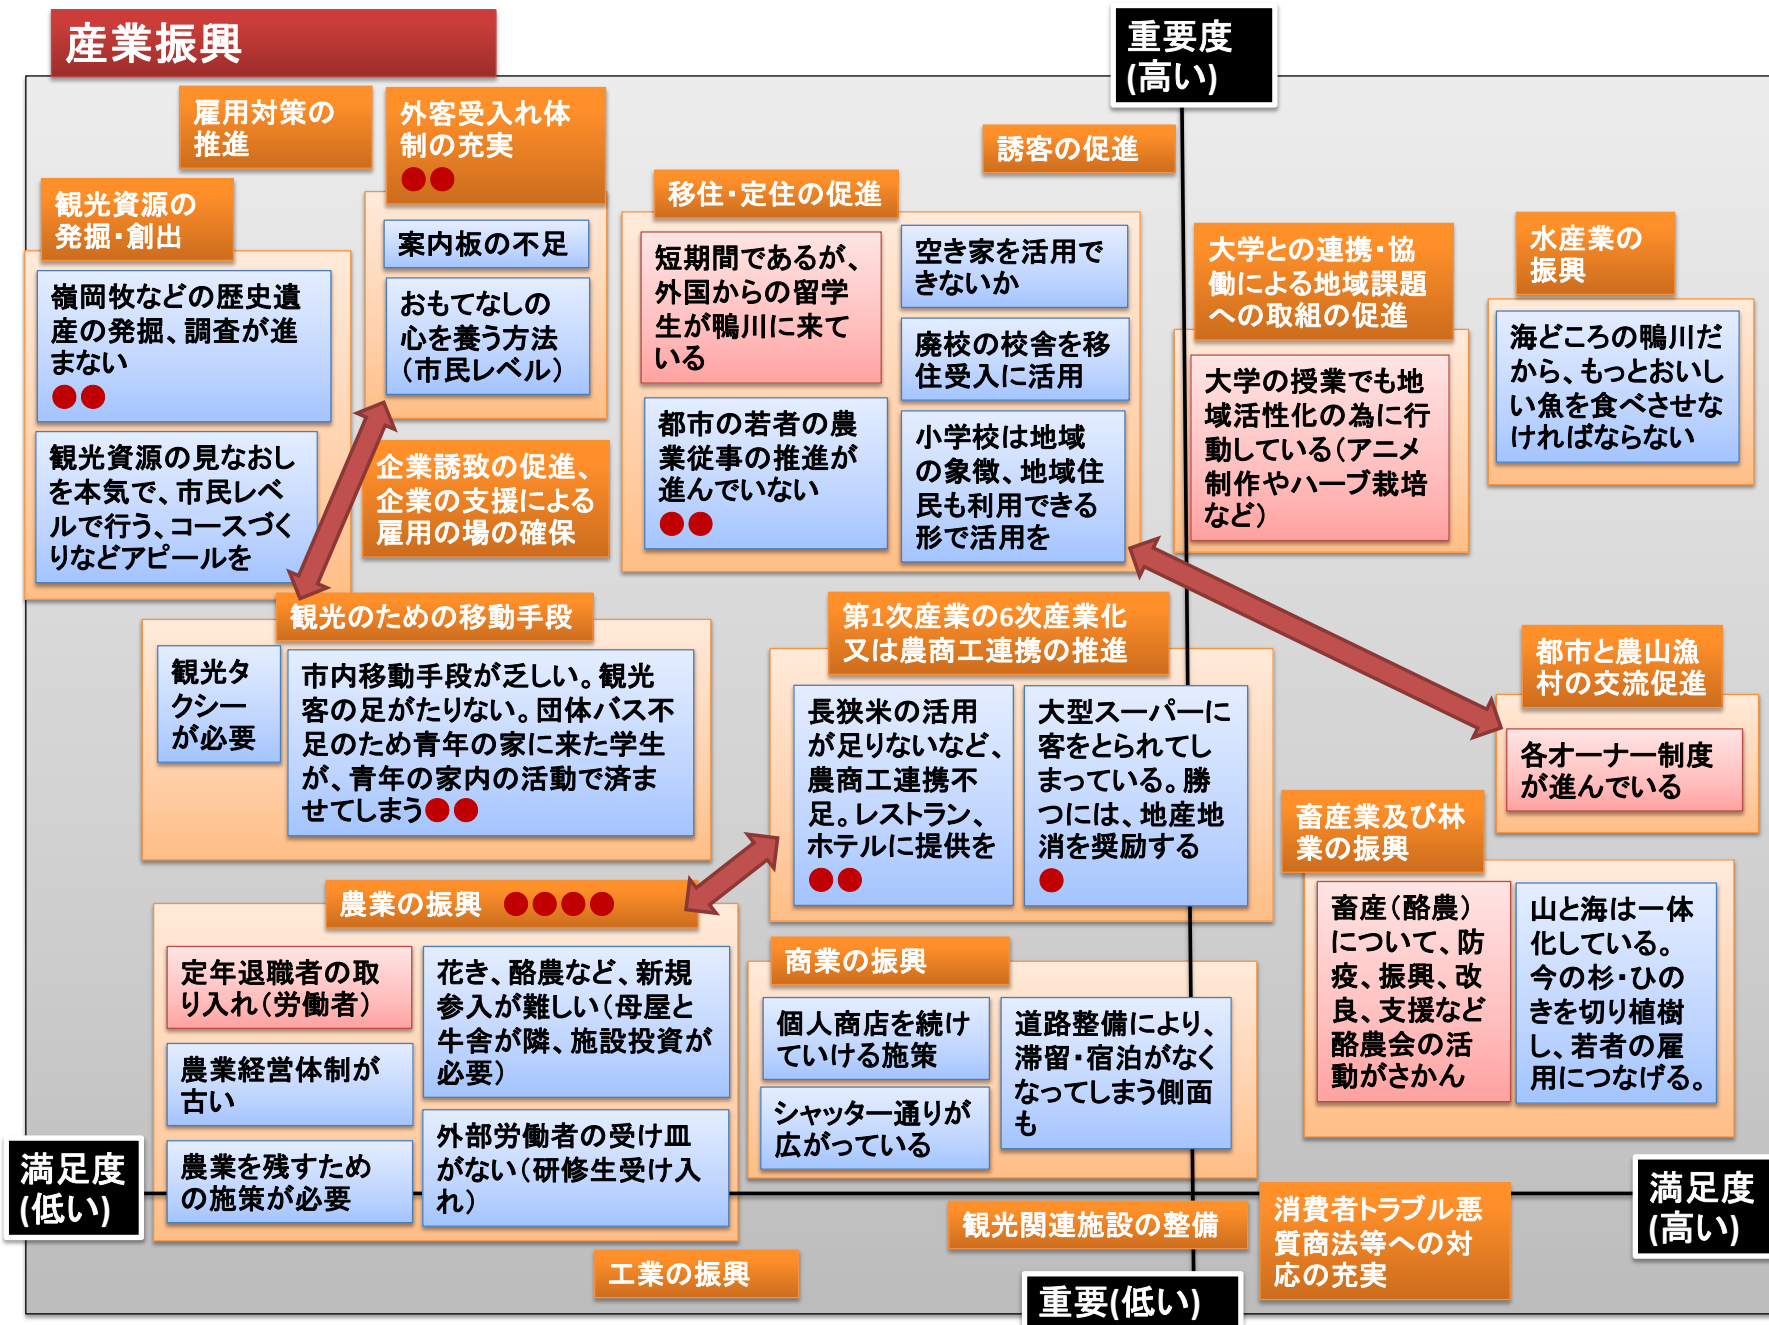 産業振興
重要度
(高い)
雇用対策の
推進
外客受入れ体
制の充実
●●
誘客の促進
観光資源の
発掘・創出
移住・定住の促進
大学との連携・協
働による地域課題
への取組の促進
水産業の
振興
嶺岡牧などの歴史遺
産の発掘、調査が進
まない
●●
観光資源の見なおし
を本気で、市民レベ
ルで行う、コースづく
りなどアピールを
案内板の不足
おもてなしの
心を養う方法
（市民レベル）
企業誘致の促進、
企業の支援による
雇用の場の確保
短期間であるが、
外国からの留学
生が鴨川に来て
いる
都市の若者の農
業従事の推進が
進んでいない
●●
空き家を活用で
きないか
廃校の校舎を移
住受入に活用
小学校は地域
の象徴、地域住
民も利用できる
形で活用を
大学の授業でも地
域活性化の為に行
動している（アニメ
制作やハーブ栽培
など）
海どころの鴨川だ
から、もっとおいし
い魚を食べさせな
ければならない
観光のための移動手段
観光タ
クシー
が必要
市内移動手段が乏しい。観光
客の足がたりない。団体バス不
足のため青年の家に来た学生
が、青年の家内の活動で済ま
せてしまう●●
第1次産業の6次産業化
又は農商工連携の推進
長狭米の活用
が足りないなど、
農商工連携不
足。レストラン、
ホテルに提供を
●●
大型スーパーに
客をとられてし
まっている。勝
つには、地産地
消を奨励する
●
都市と農山漁
村の交流促進
各オーナー制度
が進んでいる
畜産業及び林
業の振興
畜産（酪農）
について、防
疫、振興、改
良、支援など
酪農会の活
動がさかん
山と海は一体
化している。
今の杉・ひの
きを切り植樹
し、若者の雇
用につなげる。
農業の振興 ●●●●
定年退職者の取
り入れ（労働者）
農業経営体制が
古い
農業を残すため
の施策が必要
花き、酪農など、新規
参入が難しい（母屋と
牛舎が隣、施設投資が
必要）
外部労働者の受け皿
がない（研修生受け入
れ）
商業の振興
個人商店を続け
ていける施策
シャッター通りが
広がっている
道路整備により、
滞留・宿泊がなく
なってしまう側面
も
満足度
(低い)
満足度
(高い)
観光関連施設の整備
消費者トラブル悪
質商法等への対
応の充実
工業の振興
重要(低い)